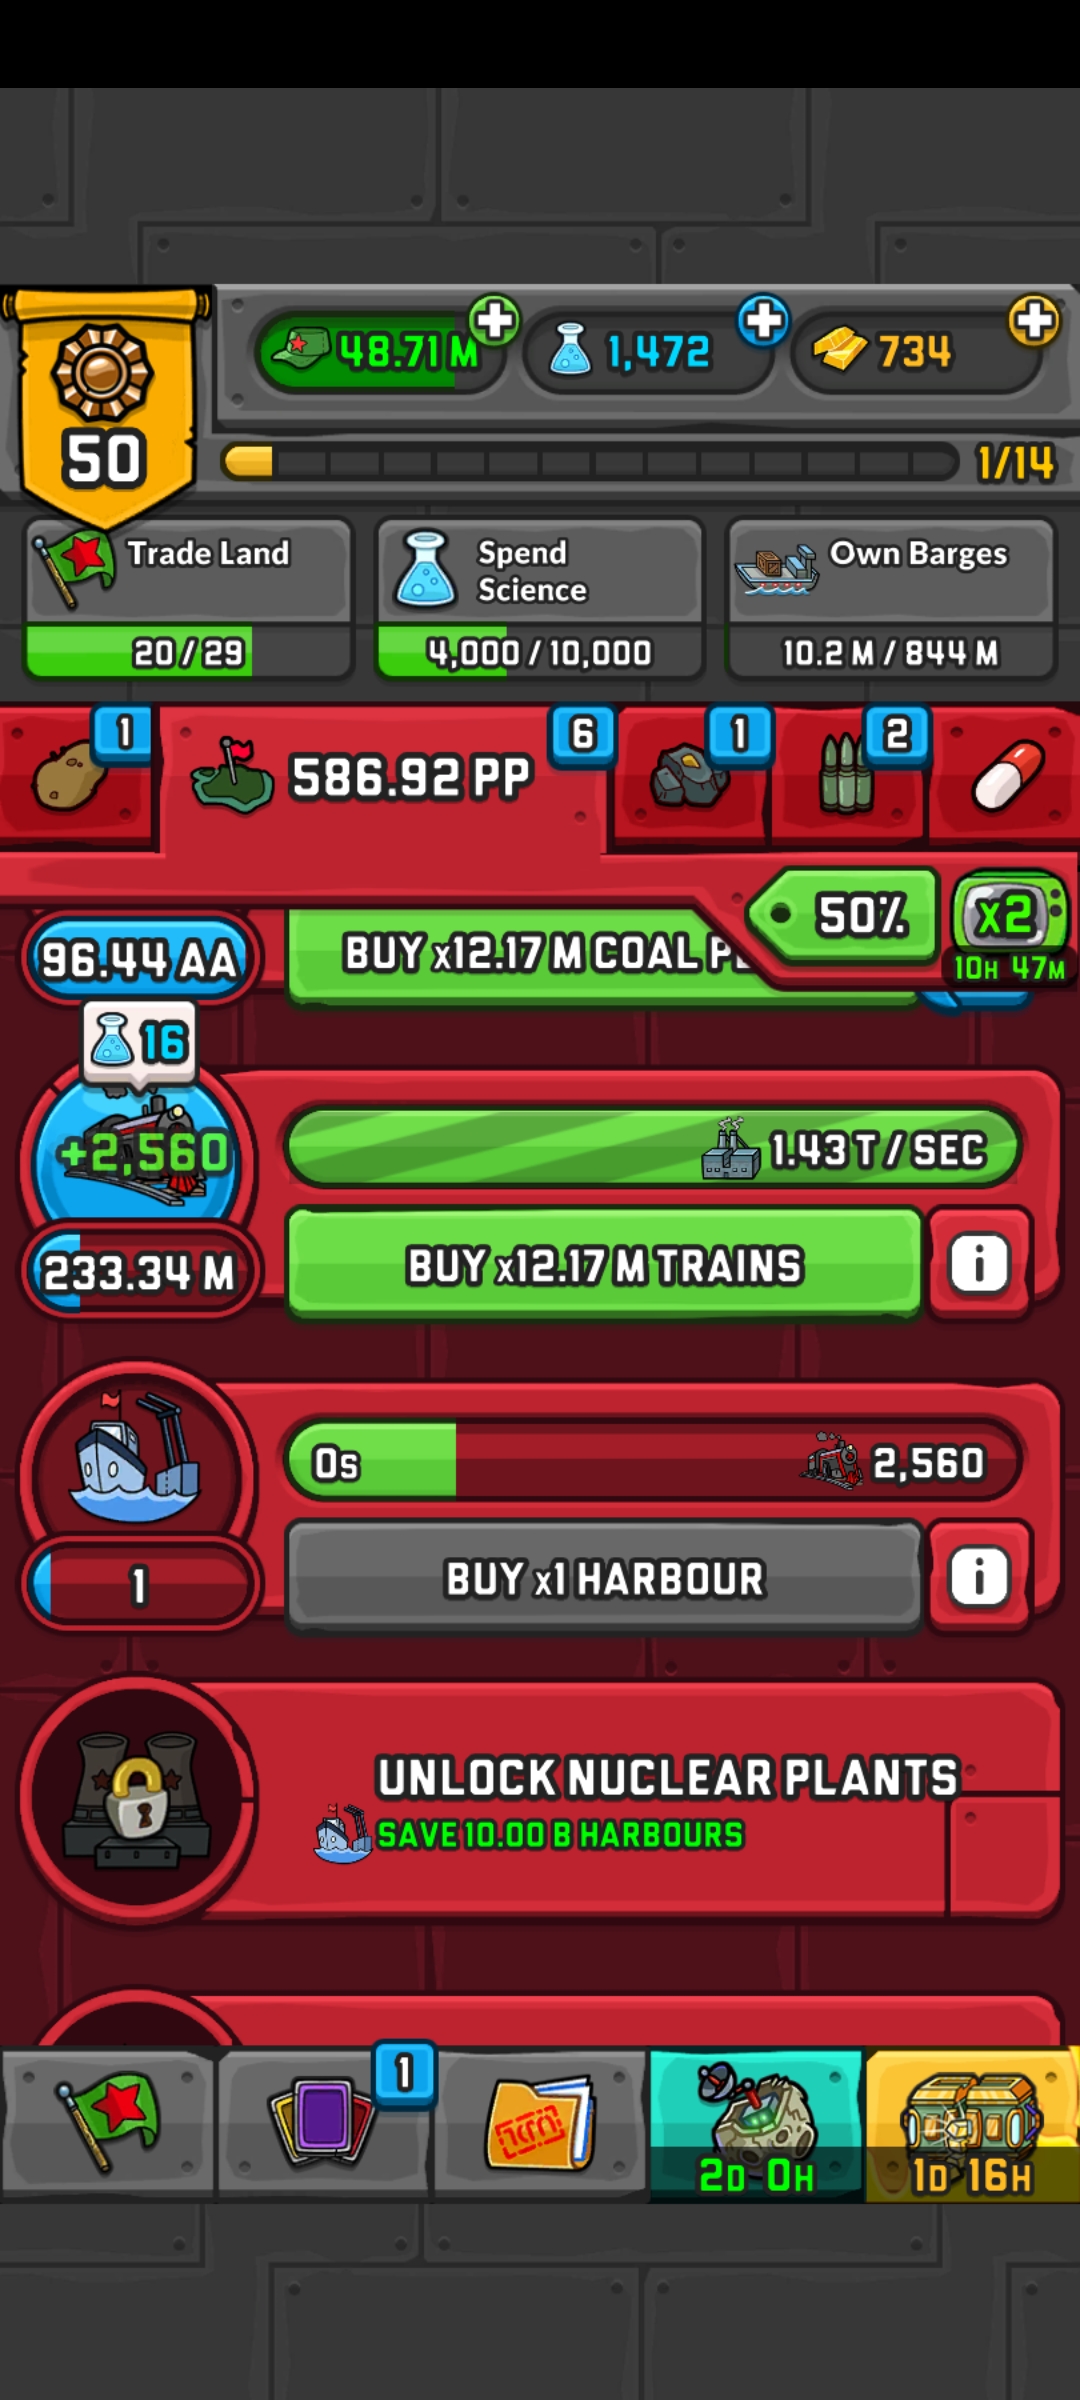 48.71 M
1,472
734
50
1/14
Trade Land
20 / 29
Spend
Science
4,000 / 10,000
Own Barges
10.2 M / 844 M
1
586.92 PP
6
1
2
50%
x2
10H 47M
96.44 AA
BUY x12.17 M COAL
16
+2,560
1.43 T / SEC
233.34 M
BUY x12.17 M TRAINS
i
0s
2,560
1
BUY x1 HARBOUR
i
UNLOCK NUCLEAR PLANTS
SAVE 10.00 B HARBOURS
1
2D 0H
1D 16H